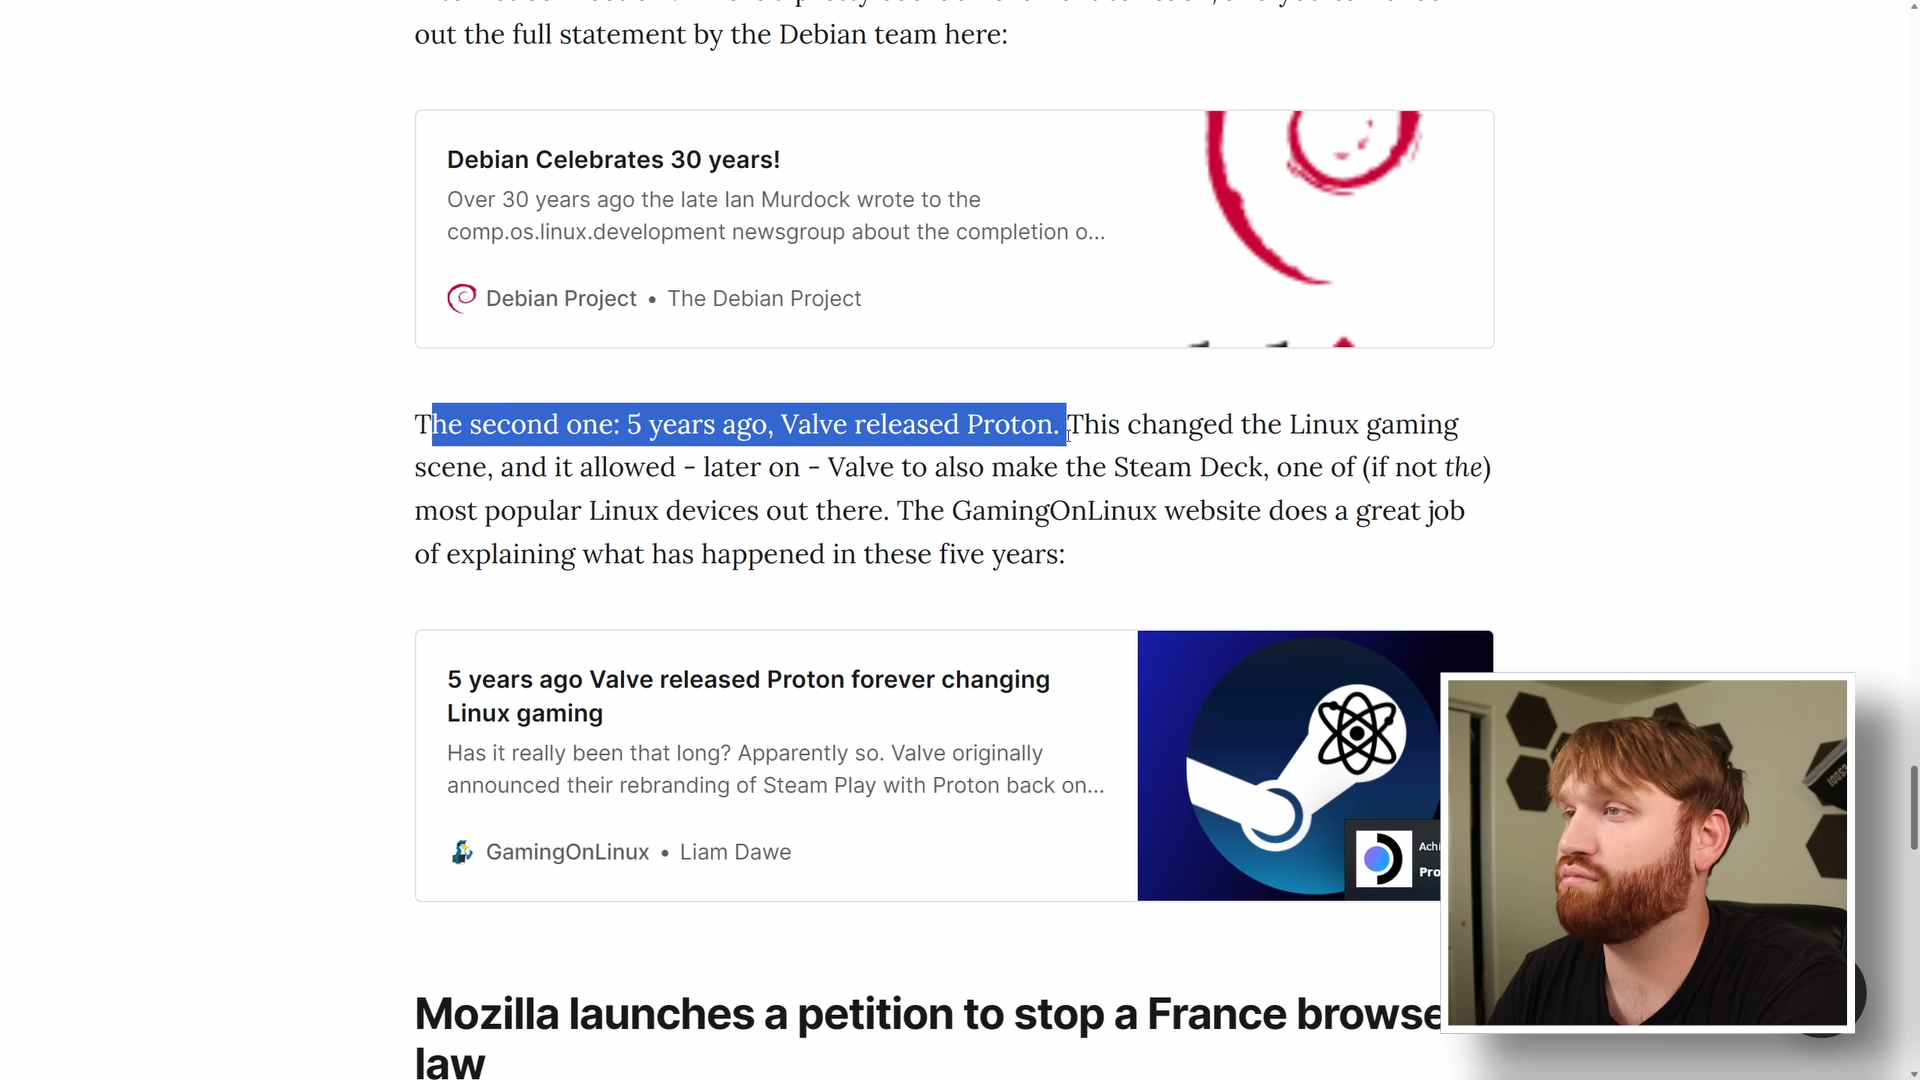 out the full statement by the Debian team here:
Debian Celebrates 30 years!
Over 30 years ago the late Ian Murdock wrote to the
comp.os.linux.development newsgroup about the completion o...
Debian Project • The Debian Project
The second one: 5 years ago, Valve released Proton. This changed the Linux gaming
scene, and it allowed - later on - Valve to also make the Steam Deck, one of (if not the)
most popular Linux devices out there. The GamingOnLinux website does a great job
of explaining what has happened in these five years:
5 years ago Valve released Proton forever changing
Linux gaming
Has it really been that long? Apparently so. Valve originally
announced their rebranding of Steam Play with Proton back on...
GamingOnLinux • Liam Dawe
Achi
Pro
Mozilla launches a petition to stop a France browse
law